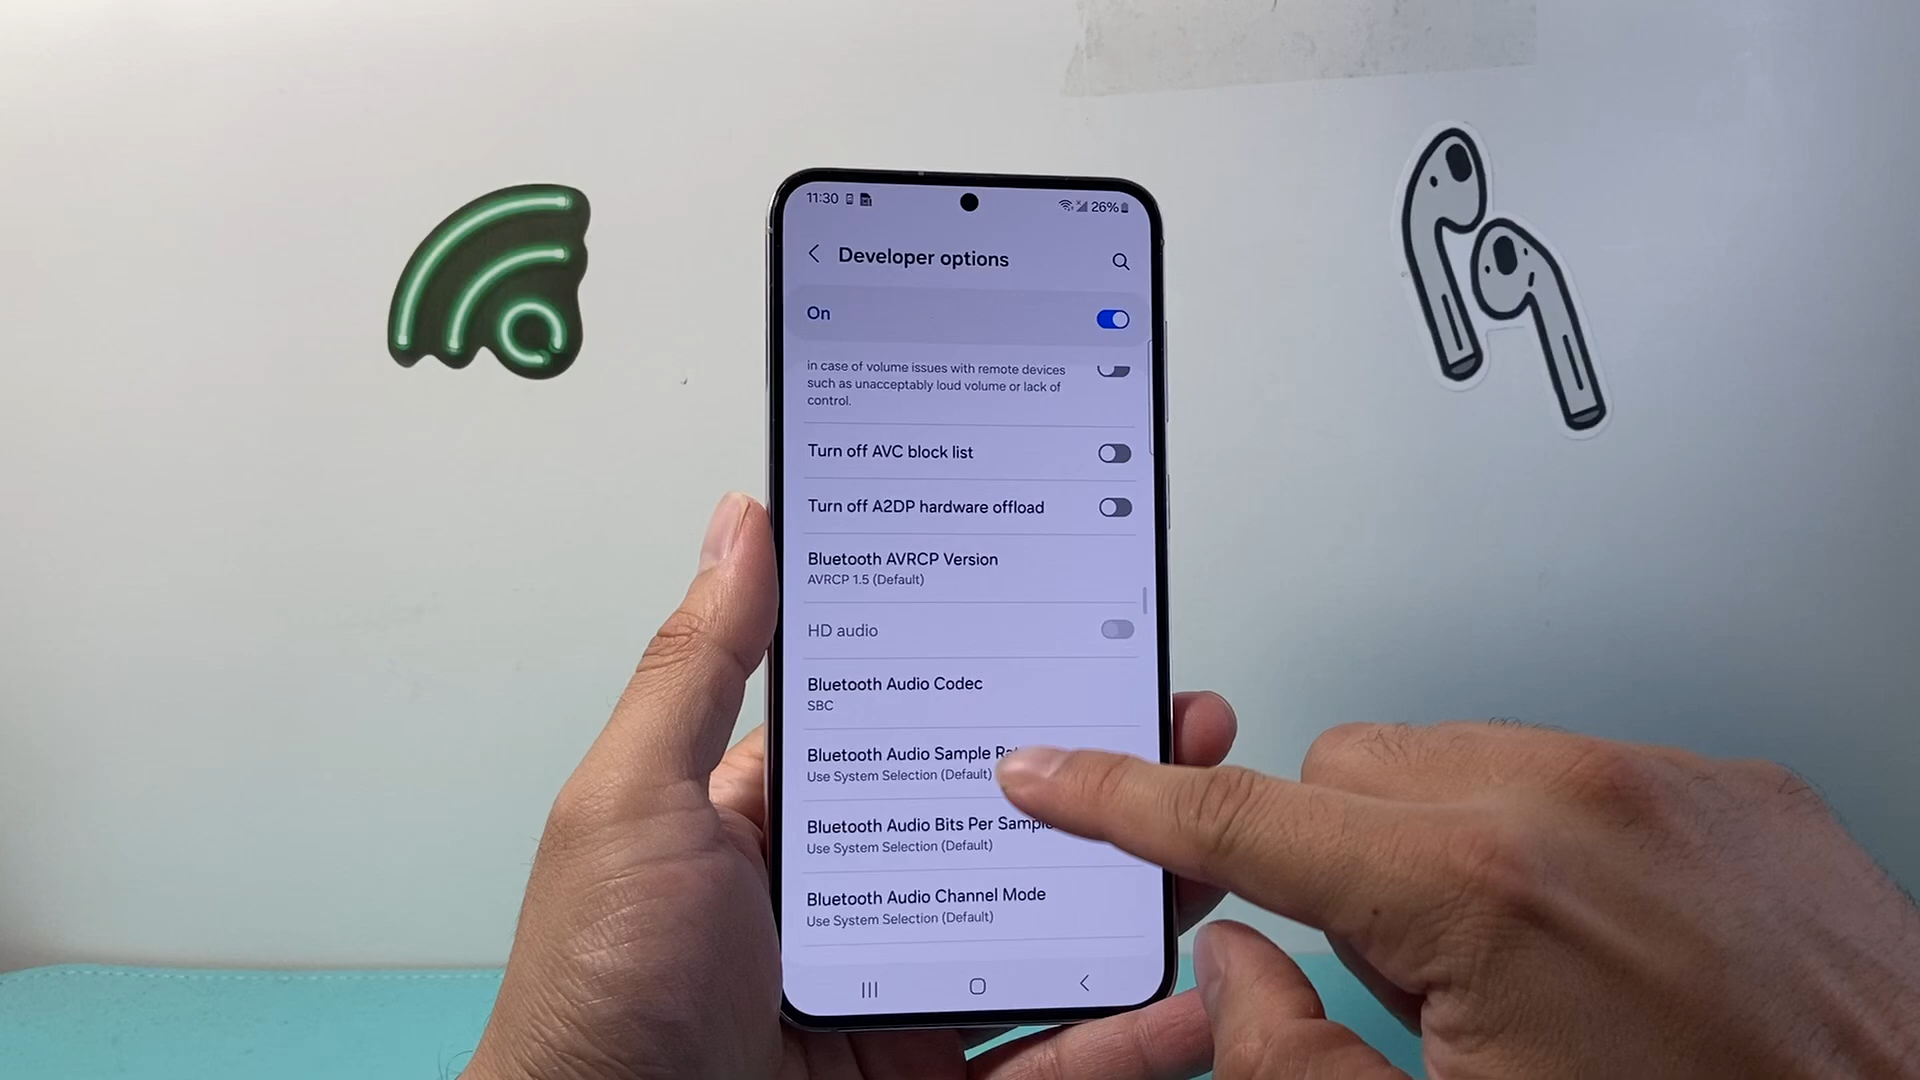 11:30
26%
Developer options
On
in case of volume issues with remote devices
such as unacceptably loud volume or lack of
control.
Turn off AVC block list
Turn off A2DP hardware offload
Bluetooth AVRCP Version
AVRCP 1.5 (Default)
HD audio
Bluetooth Audio Codec
SBC
Bluetooth Audio Sample
Use System Selection (Default)
Bluetooth Audio Bits Per Sample
Use System Selection (Default)
Bluetooth Audio Channel Mode
Use System Selection (Default)